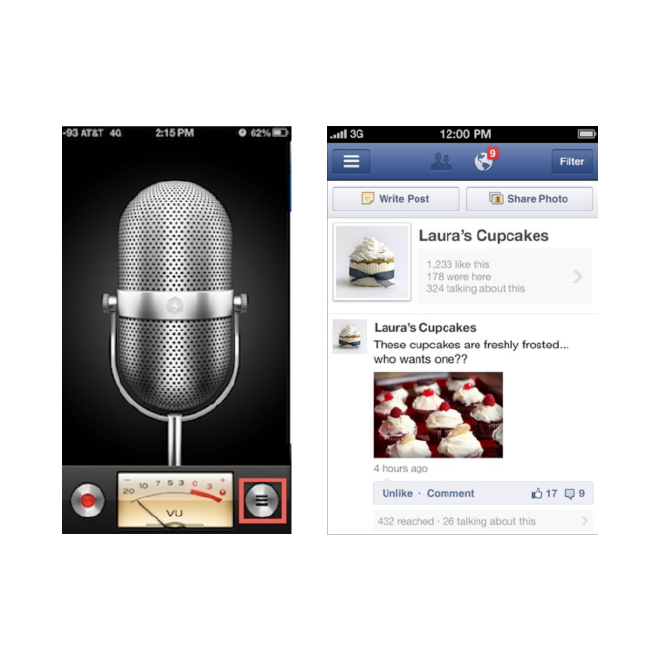 -93 AT&T 4G 2:15 PM 62%
- 20 10 7 5 3 0 3 +
VU
3G 12:00 PM
9
Filter
Write Post Share Photo
Laura's Cupcakes
1,233 like this
178 were here
324 talking about this
Laura's Cupcakes
These cupcakes are freshly frosted...
who wants one??
4 hours ago
Unlike · Comment 17 9
432 reached · 26 talking about this